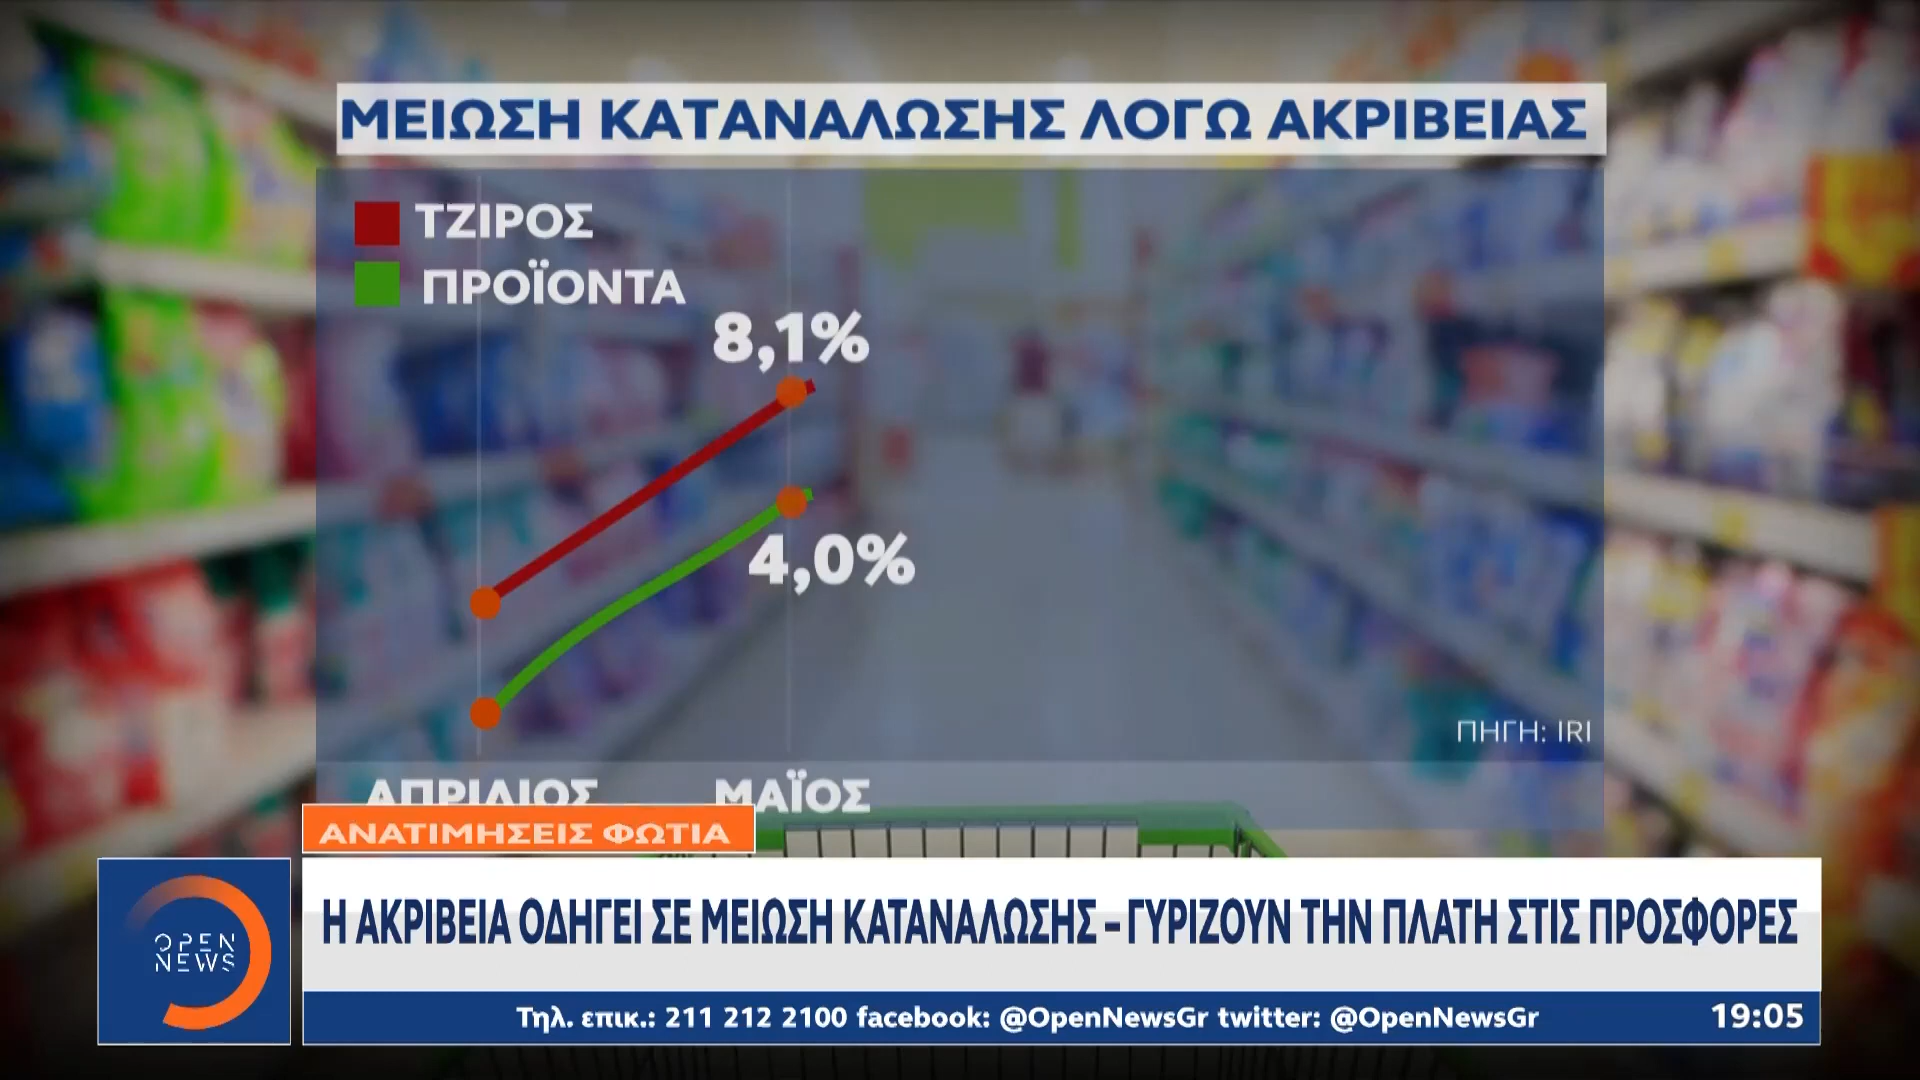 ΜΕΙΩΣΗ ΚΑΤΑΝΑΛΩΣΗΣ ΛΟΓΩ ΑΚΡΙΒΕΙΑΣ
ΤΖΙΡΟΣ
ΠΡΟΪΟΝΤΑ
8,1%
4,0%
ΠΗΓΗ: IRI
ΑΠΡΙΛΙΟΣ ΜΑΪΟΣ
ΑΝΑΤΙΜΗΣΕΙΣ ΦΩΤΙΑ
Η ΑΚΡΙΒΕΙΑ ΟΔΗΓΕΙ ΣΕ ΜΕΙΩΣΗ ΚΑΤΑΝΑΛΩΣΗΣ – ΓΥΡΙΖΟΥΝ ΤΗΝ ΠΛΑΤΗ ΣΤΙΣ ΠΡΟΣΦΟΡΕΣ
OPEN
NEWS
Τηλ. επικ.: 211 212 2100 facebook: @OpenNewsGr twitter: @OpenNewsGr 19:05